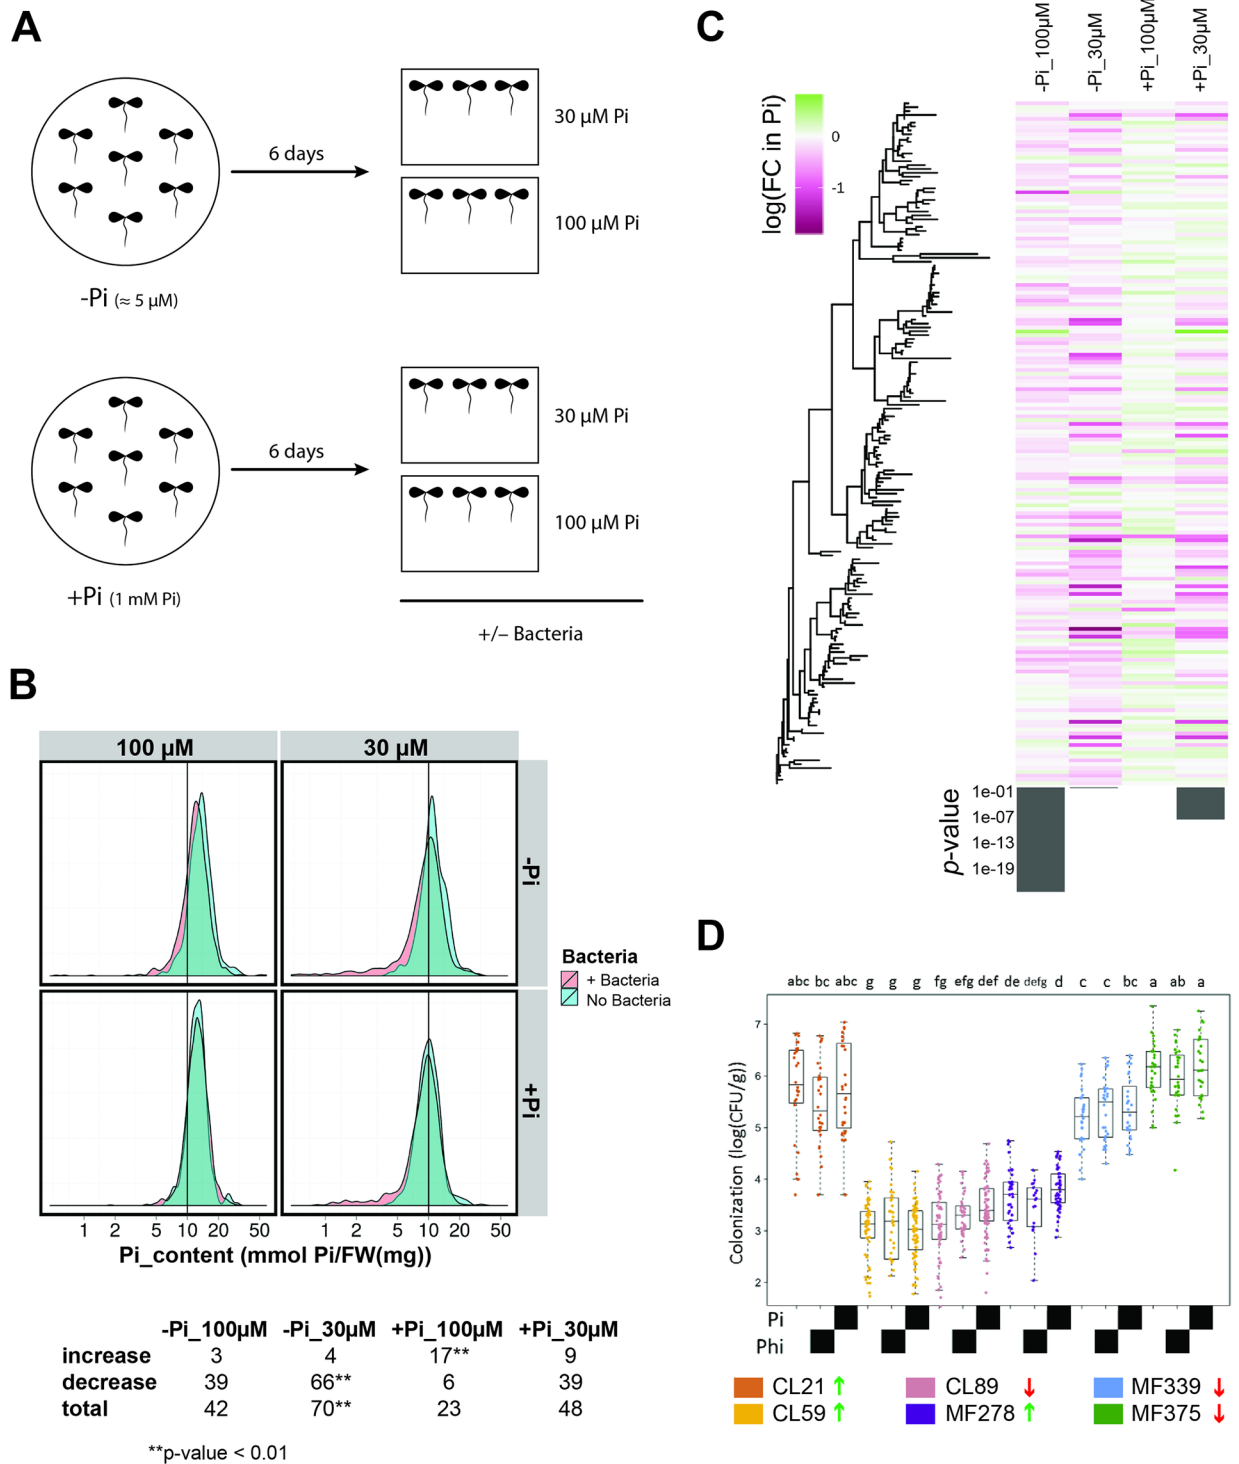 A
6 days
30 µM Pi
100 µM Pi
-Pi (≈ 5 µM)
6 days
30 µM Pi
100 µM Pi
+Pi (1 mM Pi)
+/– Bacteria
B
100 µM
30 µM
-Pi
+Pi
Bacteria
+ Bacteria
No Bacteria
1 2 5 10 20 50
1 2 5 10 20 50
Pi_content (mmol Pi/FW(mg))
-Pi_100µM -Pi_30µM +Pi_100µM +Pi_30µM
increase 3 4 17** 9
decrease 39 66** 6 39
total 42 70** 23 48
**p-value < 0.01
C
-Pi_100µM
-Pi_30µM
+Pi_100µM
+Pi_30µM
log(FC in Pi)
0
-1
p-value
1e-01
1e-07
1e-13
1e-19
D
abc bc abc g g g fg efg def de defg d c c bc a ab a
Colonization (log(CFU/g))
7
6
5
4
3
2
Pi
Phi
CL21 ↑ CL89 ↓ MF339 ↓
CL59 ↑ MF278 ↑ MF375 ↓